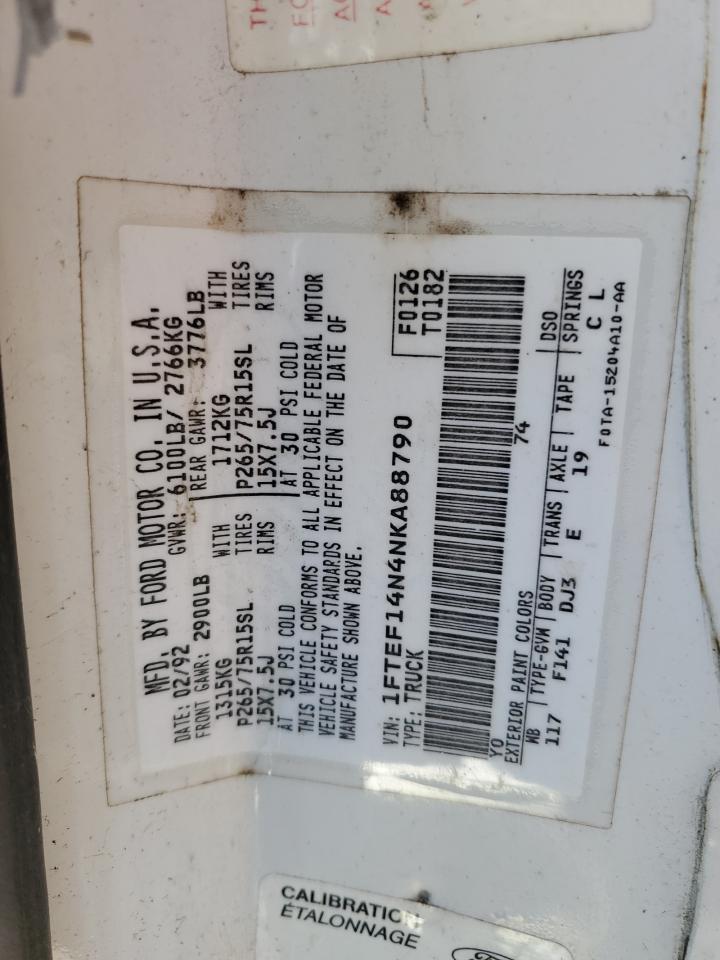 TH
FO
AC
A
W
V
MFD. BY FORD MOTOR CO. IN U.S.A.
DATE: 02/92 GVWR: 6100LB/ 2766KG
FRONT GAWR: 2900LB REAR GAWR: 3776LB
1315KG WITH 1712KG WITH
P265/75R15SL TIRES P265/75R15SL TIRES
15X7.5J RIMS 15X7.5J RIMS
AT 30 PSI COLD AT 30 PSI COLD
THIS VEHICLE CONFORMS TO ALL APPLICABLE FEDERAL MOTOR
VEHICLE SAFETY STANDARDS IN EFFECT ON THE DATE OF
MANUFACTURE SHOWN ABOVE.
VIN: 1FTEF14N4NKA88790 F0126
TYPE: TRUCK T0182
YO 74
EXTERIOR PAINT COLORS DSO
WB TYPE-GVW BODY TRANS AXLE TAPE SPRINGS
117 F141 DJ3 E 19 C L
F0TA-15204A10-AA
CALIBRATION
ÉTALONNAGE